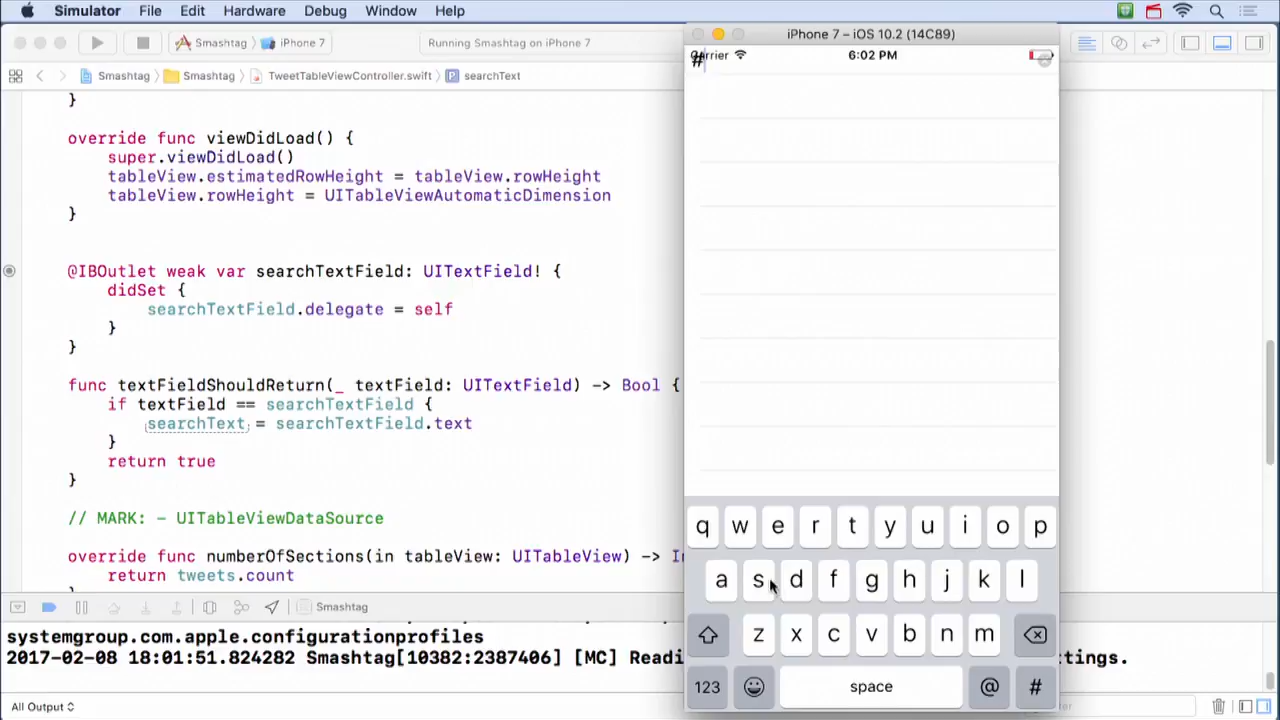 Simulator File Edit Hardware Debug Window Help
Smashtag iPhone 7 Running Smashtag on iPhone 7
Smashtag Smashtag TweetTableViewController.swift searchText
}
override func viewDidLoad() {
super.viewDidLoad()
tableView.estimatedRowHeight = tableView.rowHeight
tableView.rowHeight = UITableViewAutomaticDimension
}
@IBOutlet weak var searchTextField: UITextField! {
didSet {
searchTextField.delegate = self
}
}
func textFieldShouldReturn(_ textField: UITextField) -> Bool {
if textField == searchTextField {
searchText = searchTextField.text
}
return true
}
// MARK: - UITableViewDataSource
override func numberOfSections(in tableView: UITableView) -> In
return tweets.count
}
Smashtag
systemgroup.com.apple.configurationprofiles
2017-02-08 18:01:51.824282 Smashtag[10382:2387406] [MC] Readi
ttings.
All Output
iPhone 7 – iOS 10.2 (14C89)
Carrier 6:02 PM
#
q w e r t y u i o p
a s d f g h j k l
z x c v b n m
123 space @ #